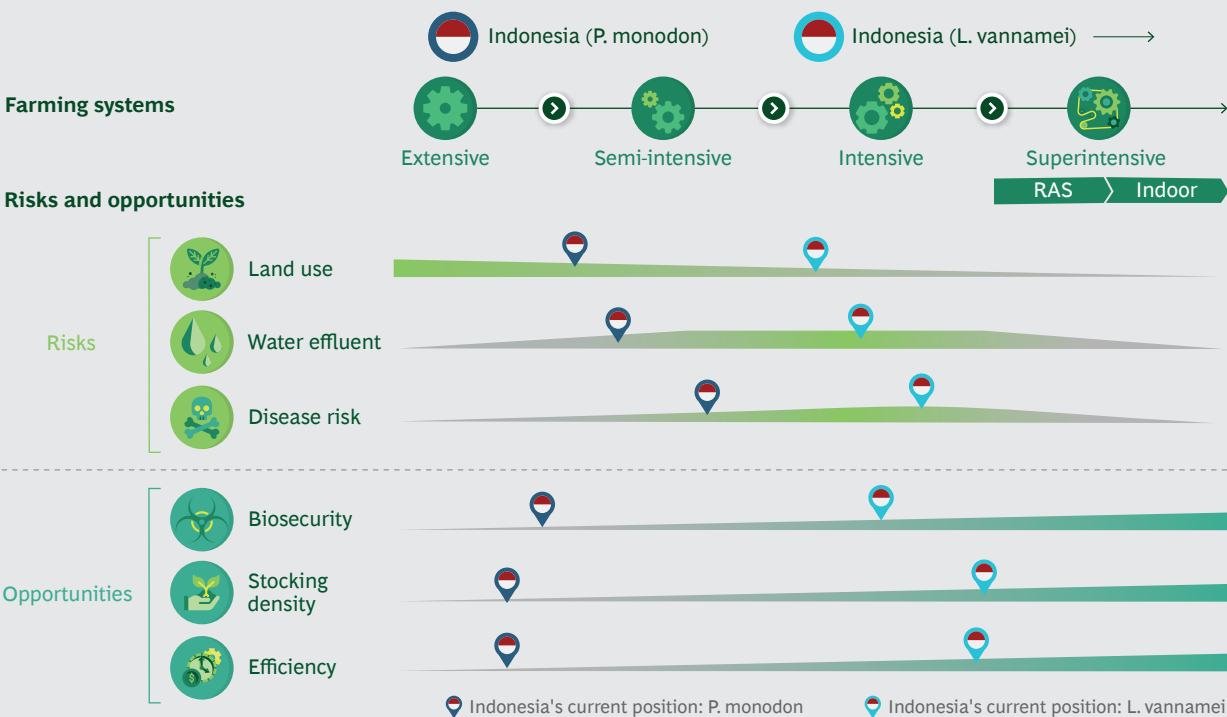 Indonesia (P. monodon)
Indonesia (L. vannamei)
Farming systems
Extensive
Semi-intensive
Intensive
Superintensive
RAS
Indoor
Risks and opportunities
Risks
Land use
Water effluent
Disease risk
Opportunities
Biosecurity
Stocking
density
$
Efficiency
Indonesia's current position: P. monodon
Indonesia's current position: L. vannamei